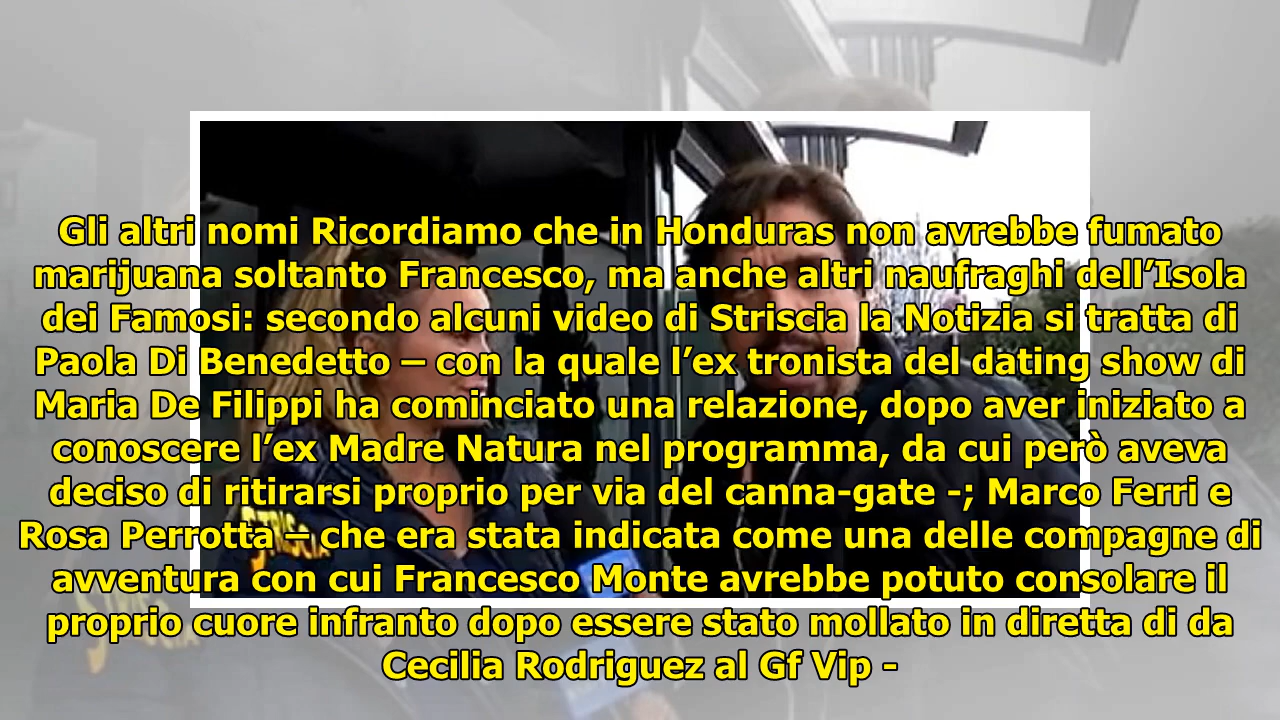 Gli altri nomi Ricordiamo che in Honduras non avrebbe fumato
marijuana soltanto Francesco, ma anche altri naufraghi dell’Isola
dei Famosi: secondo alcuni video di Striscia la Notizia si tratta di
Paola Di Benedetto – con la quale l’ex tronista del dating show di
Maria De Filippi ha cominciato una relazione, dopo aver iniziato a
conoscere l’ex Madre Natura nel programma, da cui però aveva
deciso di ritirarsi proprio per via del canna-gate -; Marco Ferri e
Rosa Perrotta – che era stata indicata come una delle compagne di
avventura con cui Francesco Monte avrebbe potuto consolare il
proprio cuore infranto dopo essere stato mollato in diretta di da
Cecilia Rodriguez al Gf Vip -